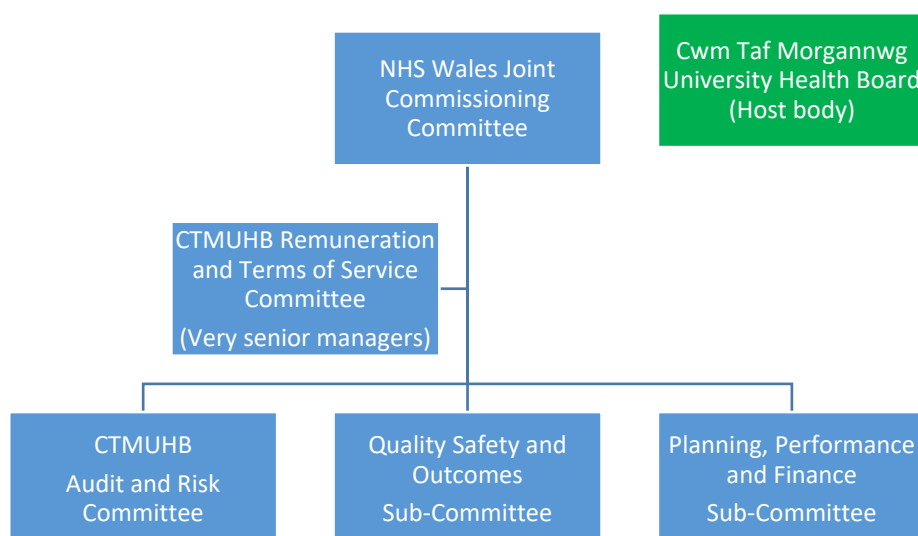 NHS Wales Joint
Commissioning
Committee
Cwm Taf Morgannwg
University Health Board
(Host body)
CTMUHB Remuneration
and Terms of Service
Committee
(Very senior managers)
CTMUHB
Audit and Risk
Committee
Quality Safety and
Outcomes
Sub-Committee
Planning, Performance
and Finance
Sub-Committee